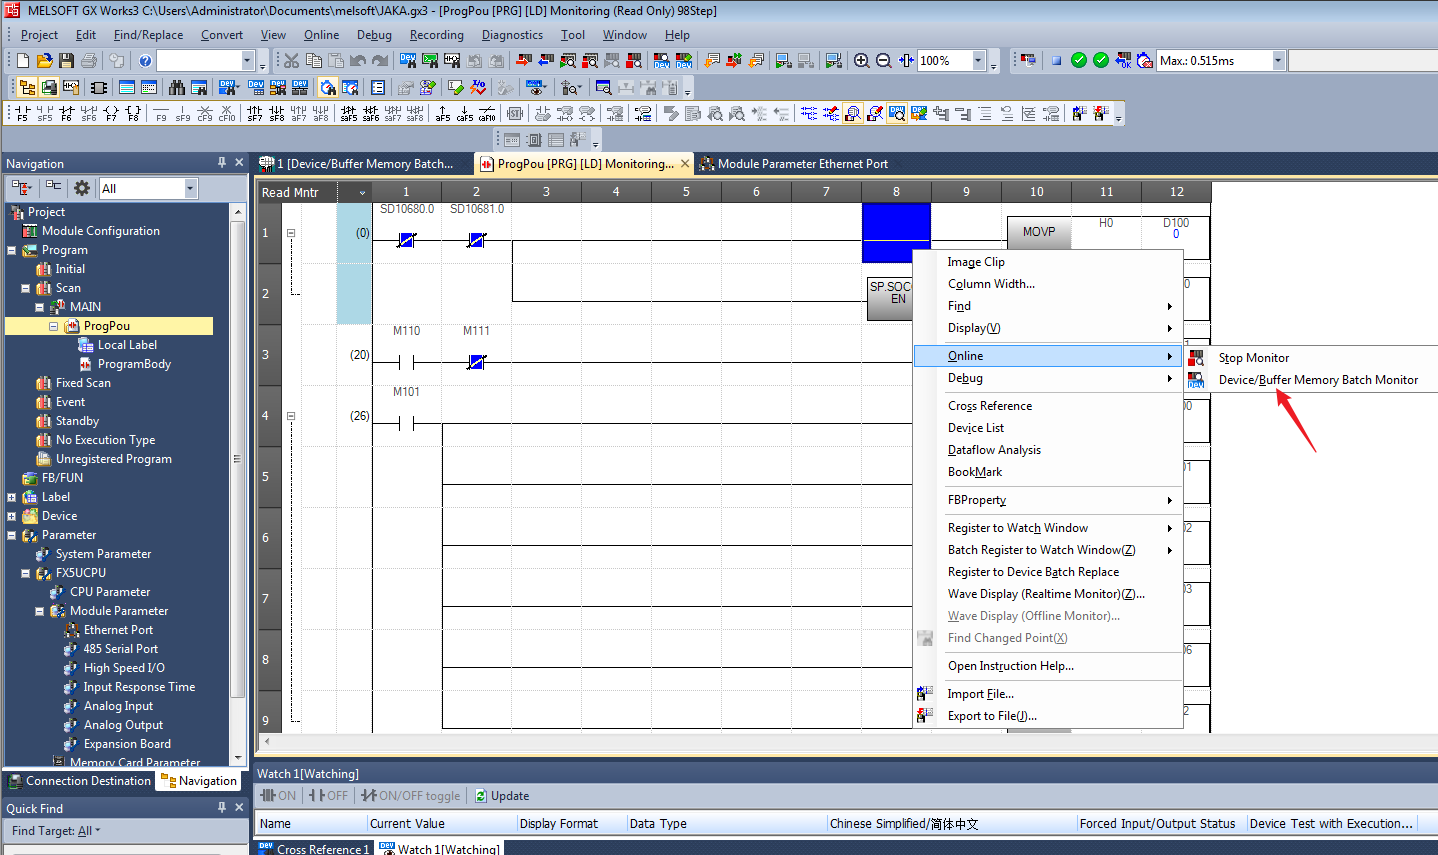 MELSOFT GX Works3 C:\Users\Administrator\Documents\melsoft\JAKA.gx3 - [ProgPou [PRG] [LD] Monitoring (Read Only) 98Step]
Project Edit Find/Replace Convert View Online Debug Recording Diagnostics Tool Window Help
100% Max.: 0.515ms
F5 sF5 F6 sF6 F7 F8 F9 sF9 cF9 cF10 sF7 sF8 aF7 aF8 saF5 saF6 saF7 saF8 aF5 caF5 caF10
Navigation
1 [Device/Buffer Memory Batch...
ProgPou [PRG] [LD] Monitoring...
Module Parameter Ethernet Port
All
Read Mntr 1 2 3 4 5 6 7 8 9 10 11 12
Project
Module Configuration
Program
Initial
Scan
MAIN
ProgPou
Local Label
ProgramBody
Fixed Scan
Event
Standby
No Execution Type
Unregistered Program
FB/FUN
Label
Device
Parameter
System Parameter
FX5UCPU
CPU Parameter
Module Parameter
Ethernet Port
485 Serial Port
High Speed I/O
Input Response Time
Analog Input
Analog Output
Expansion Board
Memory Card Parameter
Connection Destination
Navigation
Quick Find
Find Target: All
SD10680.0 SD10681.0
1 (0) MOVP H0 D100
0
2 SP.SOC
EN
M110 M111
3 (20)
M101
4 (26)
5
6
7
8
9
Image Clip
Column Width...
Find
Display(V)
Online
Debug
Cross Reference
Device List
Dataflow Analysis
BookMark
FBProperty
Register to Watch Window
Batch Register to Watch Window(Z)
Register to Device Batch Replace
Wave Display (Realtime Monitor)(Z)...
Wave Display (Offline Monitor)...
Find Changed Point(X)
Open Instruction Help...
Import File...
Export to File(J)...
Stop Monitor
Device/Buffer Memory Batch Monitor
Watch 1[Watching]
ON OFF ON/OFF toggle Update
Name Current Value Display Format Data Type Chinese Simplified/简体中文 Forced Input/Output Status Device Test with Execution...
Cross Reference 1 Watch 1[Watching]